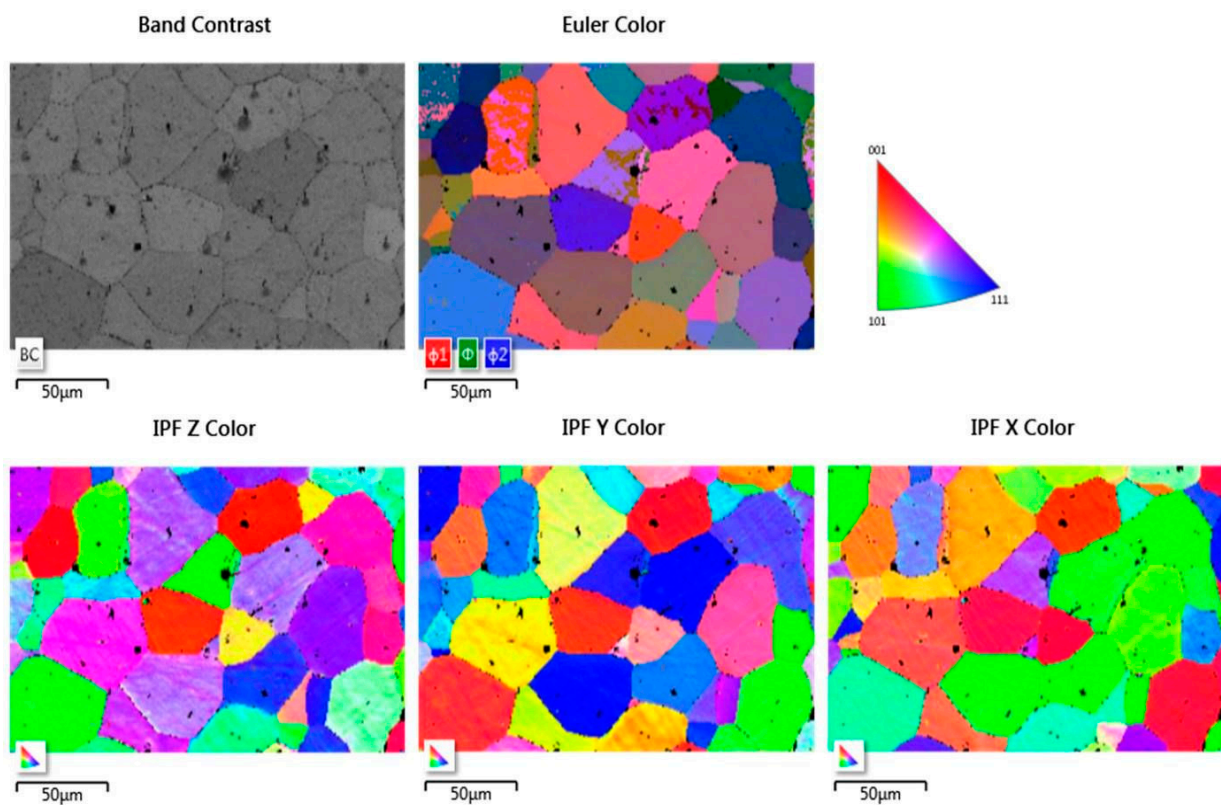 Band Contrast
Euler Color
001
111
101
BC
ϕ1 Φ ϕ2
50μm
50μm
IPF Z Color
IPF Y Color
IPF X Color
50μm
50μm
50μm